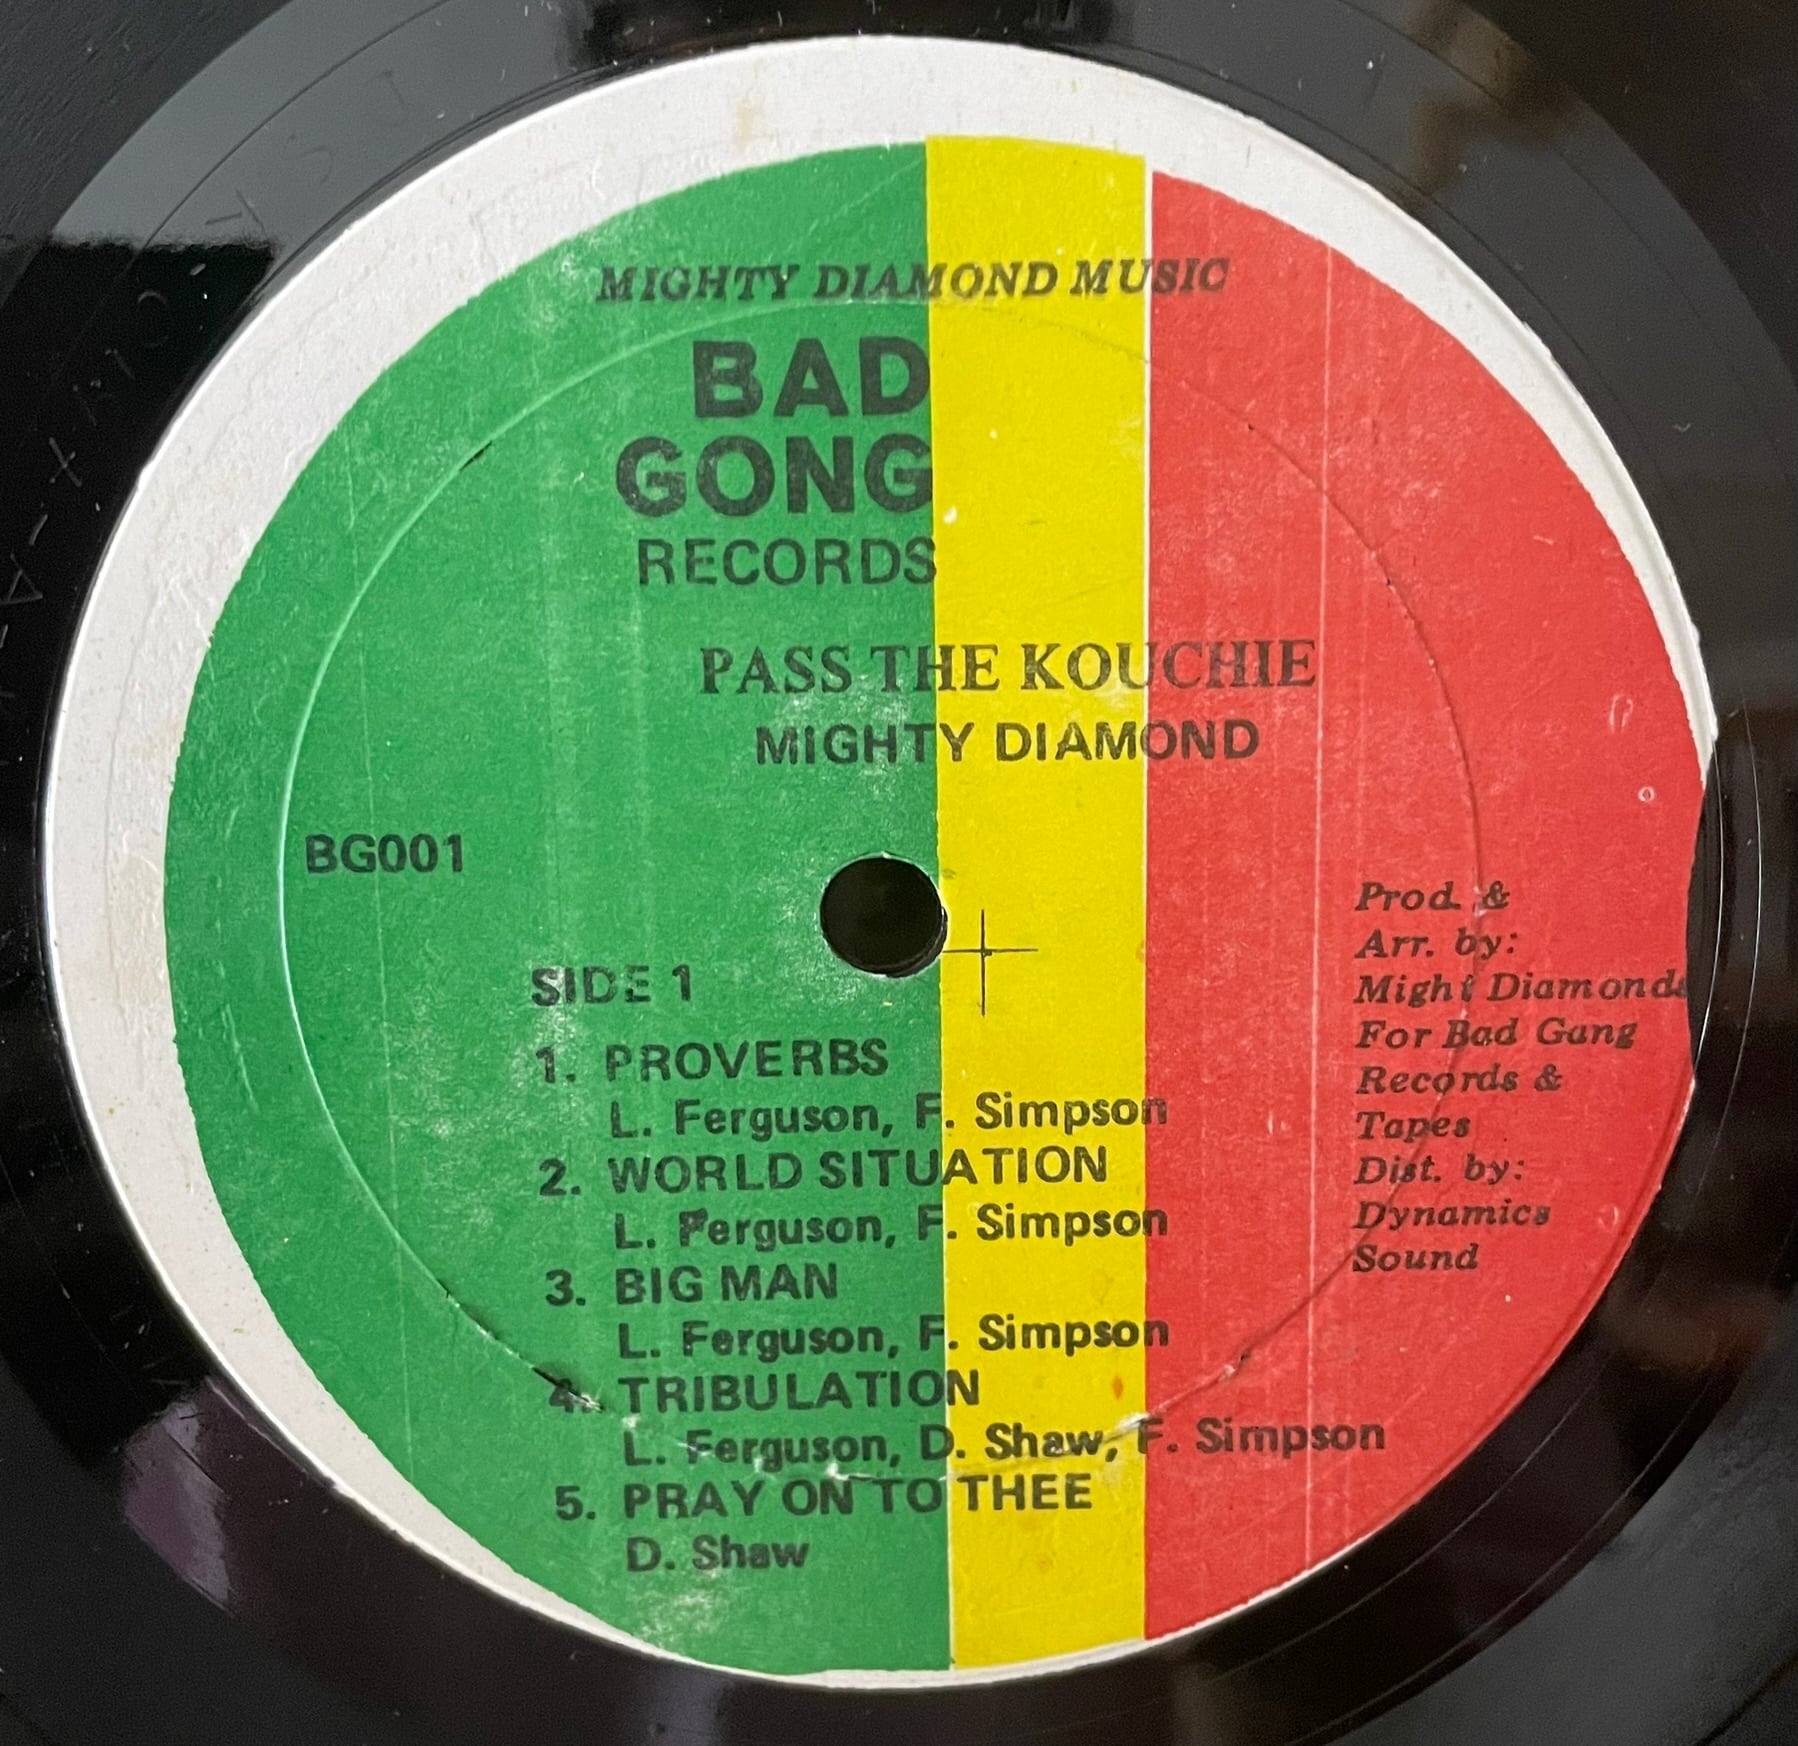 MIGHTY DIAMOND MUSIC
BAD
GONG
RECORDS
PASS THE KOUCHIE
MIGHTY DIAMOND
BG001
SIDE 1
1. PROVERBS
L. Ferguson, F. Simpson
2. WORLD SITUATION
L. Ferguson, F. Simpson
3. BIG MAN
L. Ferguson, F. Simpson
4. TRIBULATION
L. Ferguson, D. Shaw, F. Simpson
5. PRAY ON TO THEE
D. Shaw
Prod. &
Arr. by:
Might Diamonds
For Bad Gang
Records &
Tapes
Dist. by:
Dynamics
Sound